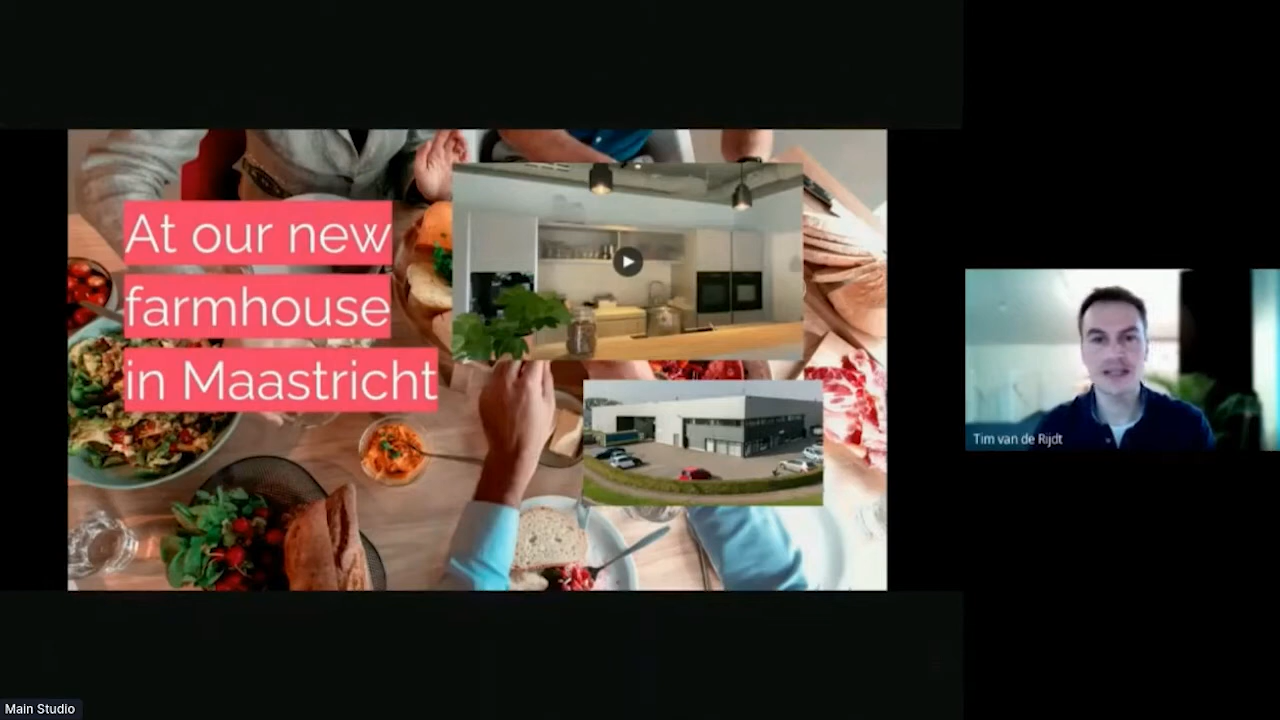 At our new
farmhouse
in Maastricht
Tim van de Rijdt
Main Studio